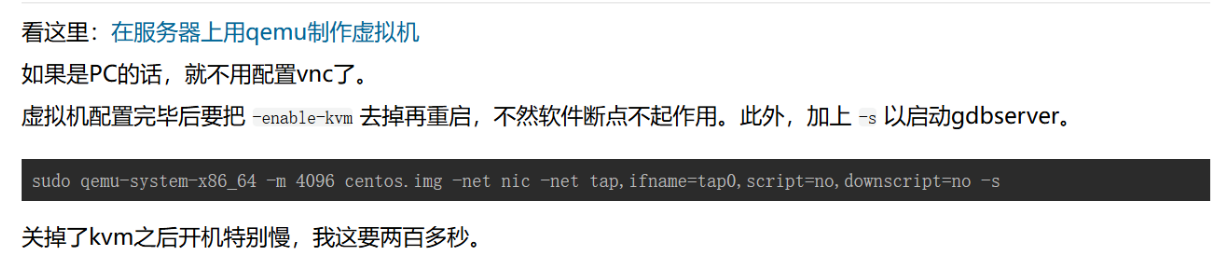 看这里：在服务器上用qemu制作虚拟机
如果是PC的话，就不用配置vnc了。
虚拟机配置完毕后要把 -enable-kvm 去掉再重启，不然软件断点不起作用。此外，加上 -s 以启动gdbserver。
sudo qemu-system-x86_64 -m 4096 centos.img -net nic -net tap,ifname=tap0,script=no,downscript=no -s
关掉了kvm之后开机特别慢，我这要两百多秒。